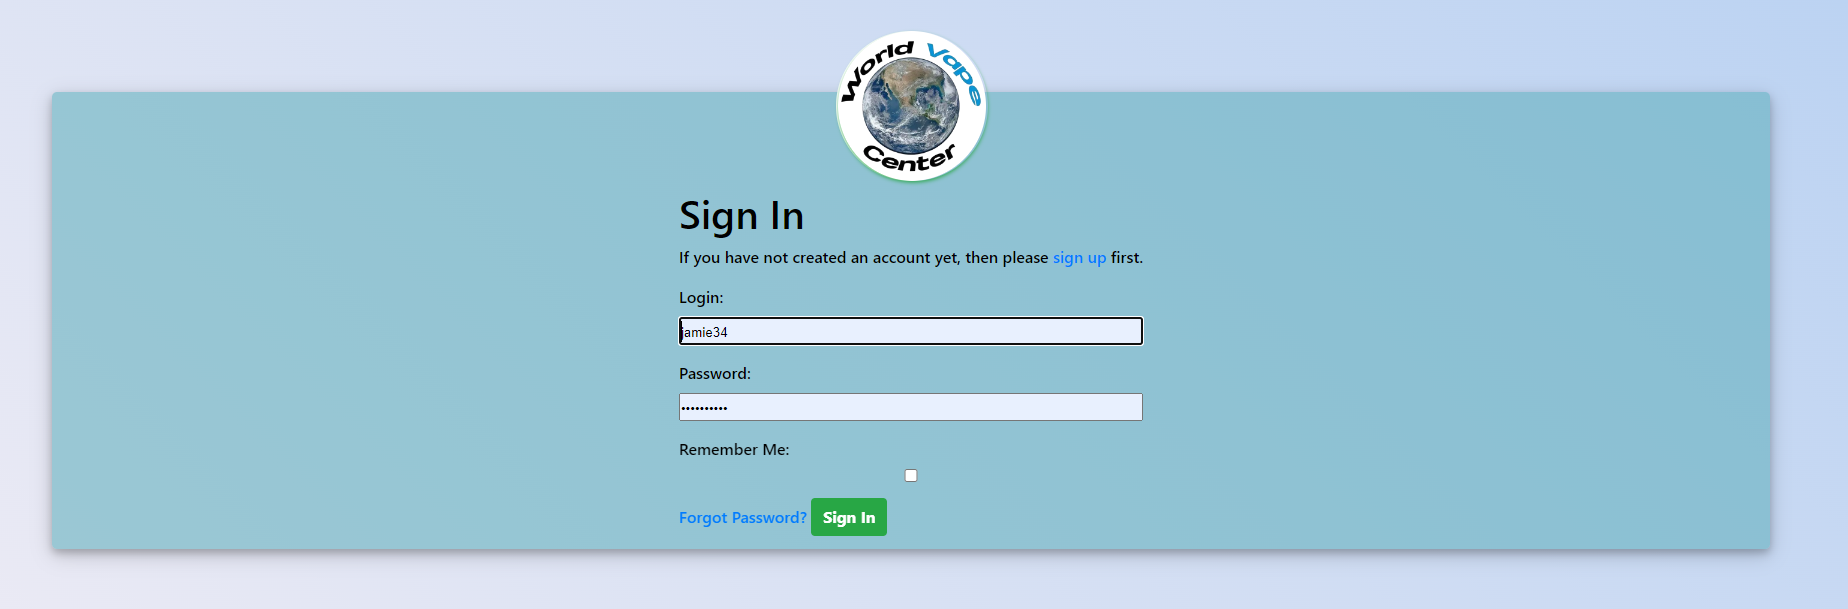 World Vape
Center
Sign In
If you have not created an account yet, then please sign up first.
Login:
jamie34
Password:
••••••••••
Remember Me:
Forgot Password? Sign In